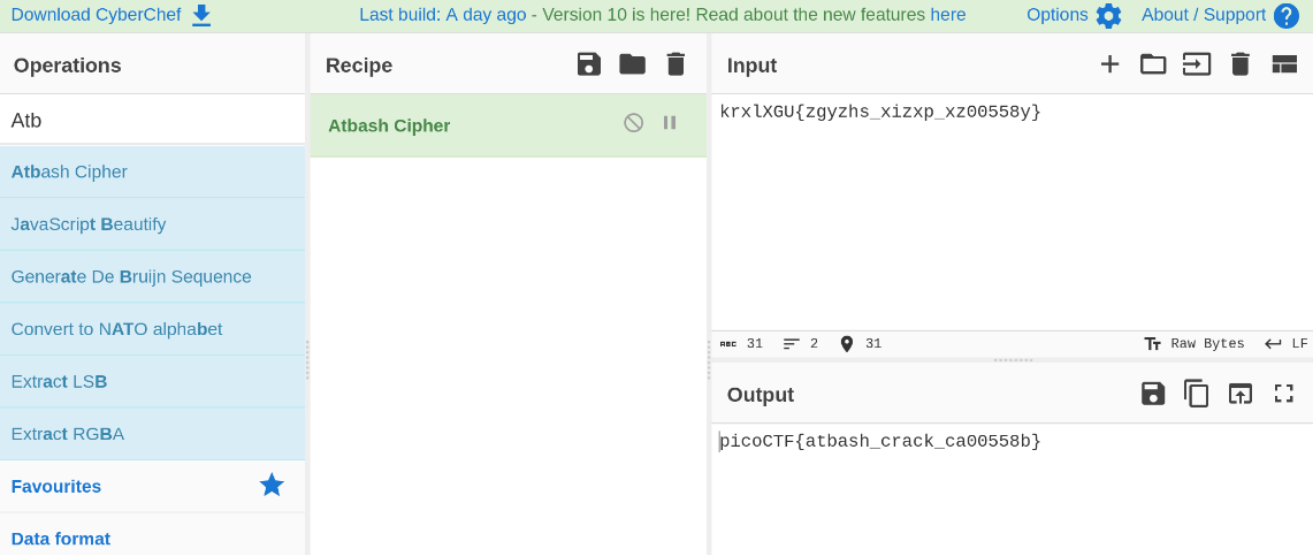 Download CyberChef
Last build: A day ago - Version 10 is here! Read about the new features here
Options
About / Support
Operations
Recipe
Input
Atb
Atbash Cipher
JavaScript Beautify
Generate De Bruijn Sequence
Convert to NATO alphabet
Extract LSB
Extract RGBA
Favourites
Data format
Atbash Cipher
krxlXGU{zgyzhs_xizxp_xz00558y}
ABC 31 2 31
Raw Bytes LF
Output
picoCTF{atbash_crack_ca00558b}